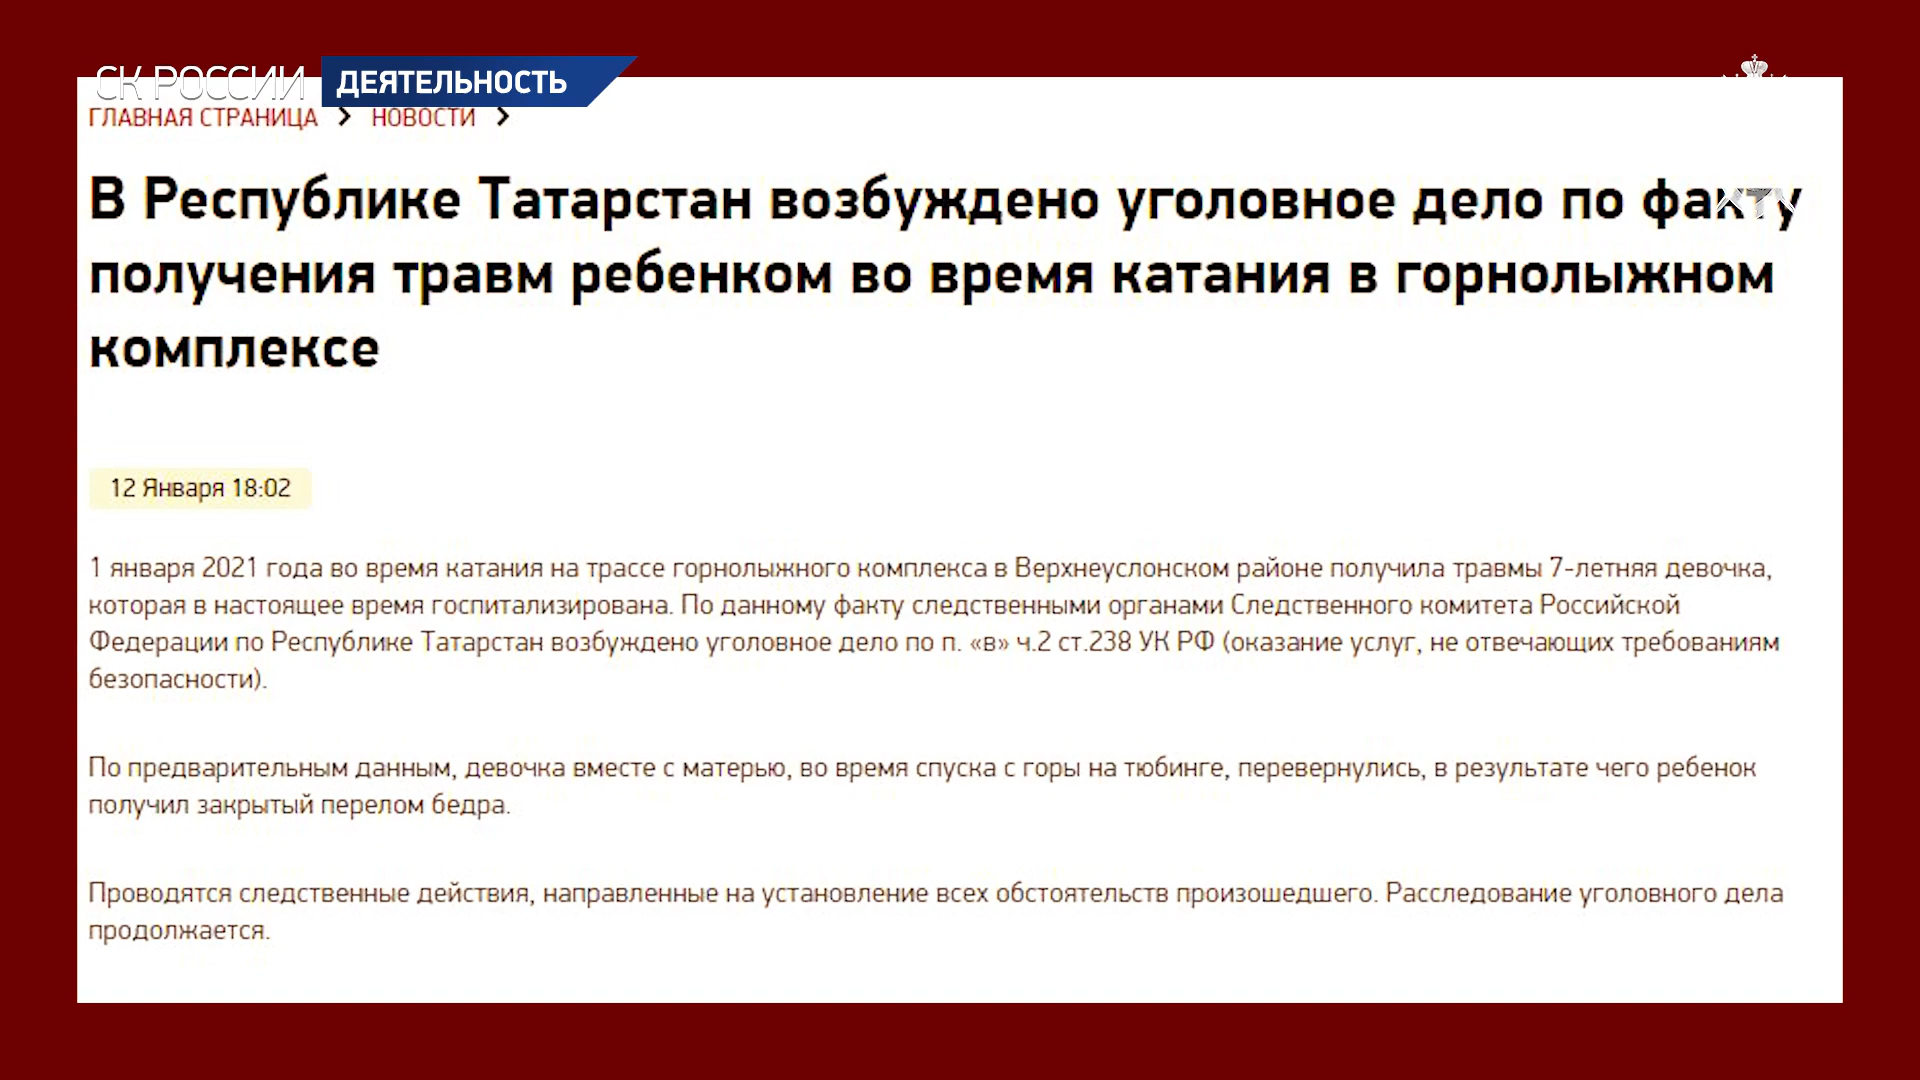 СК РОССИИ ДЕЯТЕЛЬНОСТЬ
ГЛАВНАЯ СТРАНИЦА > НОВОСТИ >
В Республике Татарстан возбуждено уголовное дело по факту
получения травм ребенком во время катания в горнолыжном
комплексе
12 Января 18:02
1 января 2021 года во время катания на трассе горнолыжного комплекса в Верхнеуслонском районе получила травмы 7-летняя девочка,
которая в настоящее время госпитализирована. По данному факту следственными органами Следственного комитета Российской
Федерации по Республике Татарстан возбуждено уголовное дело по п. «в» ч.2 ст.238 УК РФ (оказание услуг, не отвечающих требованиям
безопасности).
По предварительным данным, девочка вместе с матерью, во время спуска с горы на тюбинге, перевернулись, в результате чего ребенок
получил закрытый перелом бедра.
Проводятся следственные действия, направленные на установление всех обстоятельств произошедшего. Расследование уголовного дела
продолжается.